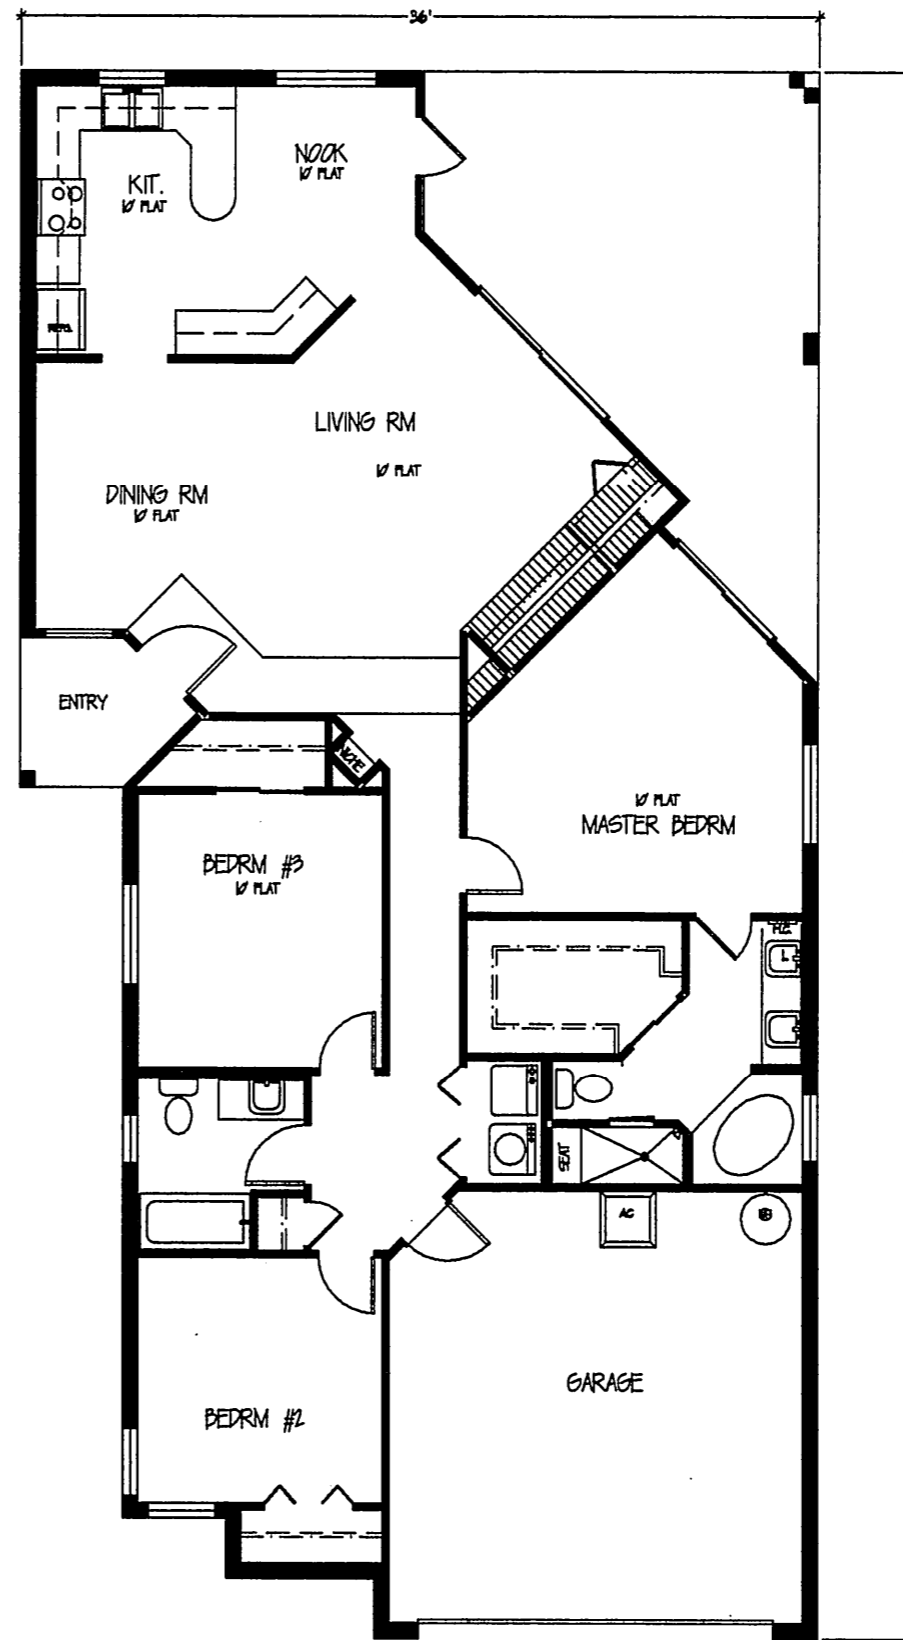 36'
NOOK
10' FLAT
KIT.
10' FLAT
REFG.
LIVING RM
10' FLAT
DINING RM
10' FLAT
ENTRY
NICHE
10' FLAT
MASTER BEDRM
BEDRM #3
10' FLAT
M.C.
L
SEAT
AC
GARAGE
BEDRM #2